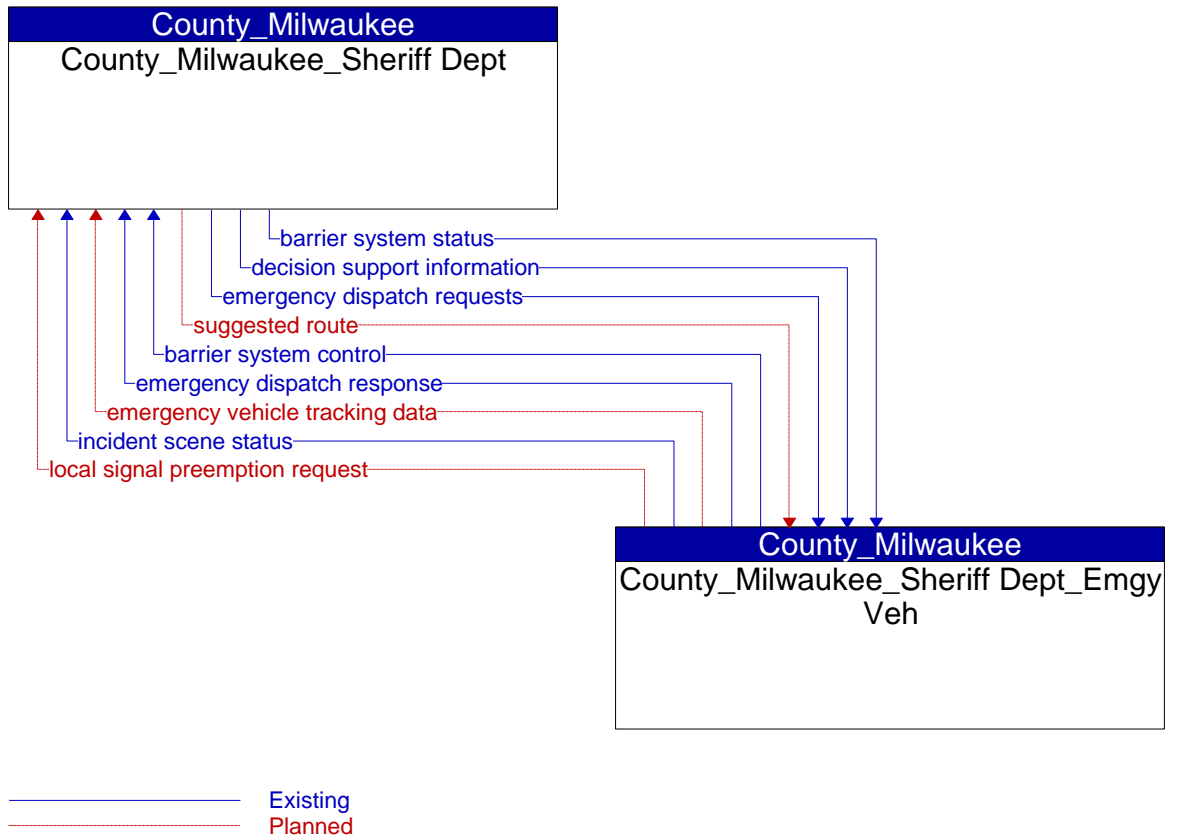 County_Milwaukee
County_Milwaukee_Sheriff Dept
barrier system status
decision support information
emergency dispatch requests
suggested route
barrier system control
emergency dispatch response
emergency vehicle tracking data
incident scene status
local signal preemption request
County_Milwaukee
County_Milwaukee_Sheriff Dept_Emgy
Veh
Existing
Planned